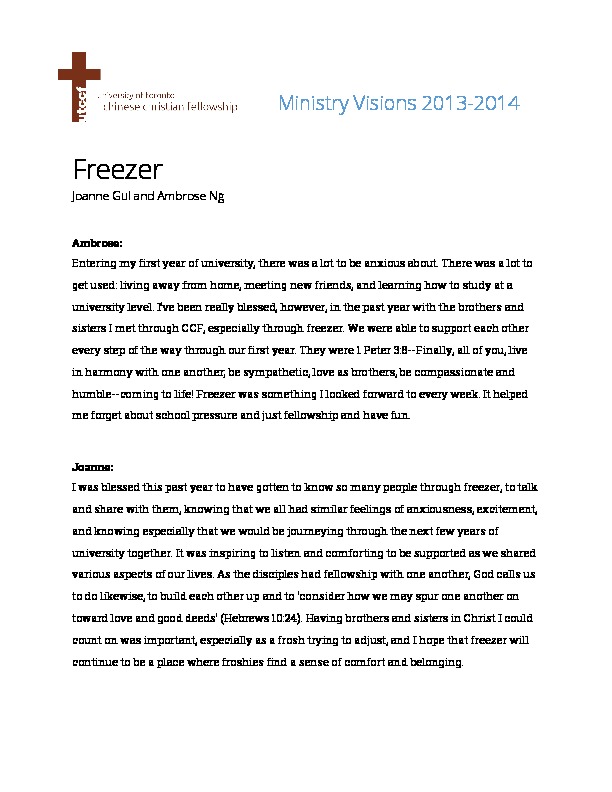 utccf
university of toronto
chinese christian fellowship
Ministry Visions 2013-2014
Freezer
Joanne Gui and Ambrose Ng
Ambrose:
Entering my first year of university, there was a lot to be anxious about. There was a lot to
get used: living away from home, meeting new friends, and learning how to study at a
university level. I've been really blessed, however, in the past year with the brothers and
sisters I met through CCF, especially through freezer. We were able to support each other
every step of the way through our first year. They were 1 Peter 3:8--Finally, all of you, live
in harmony with one another; be sympathetic, love as brothers, be compassionate and
humble--coming to life! Freezer was something I looked forward to every week. It helped
me forget about school pressure and just fellowship and have fun.
Joanne:
I was blessed this past year to have gotten to know so many people through freezer, to talk
and share with them, knowing that we all had similar feelings of anxiousness, excitement,
and knowing especially that we would be journeying through the next few years of
university together. It was inspiring to listen and comforting to be supported as we shared
various aspects of our lives. As the disciples had fellowship with one another, God calls us
to do likewise, to build each other up and to 'consider how we may spur one another on
toward love and good deeds' (Hebrews 10:24). Having brothers and sisters in Christ I could
count on was important, especially as a frosh trying to adjust, and I hope that freezer will
continue to be a place where froshies find a sense of comfort and belonging.